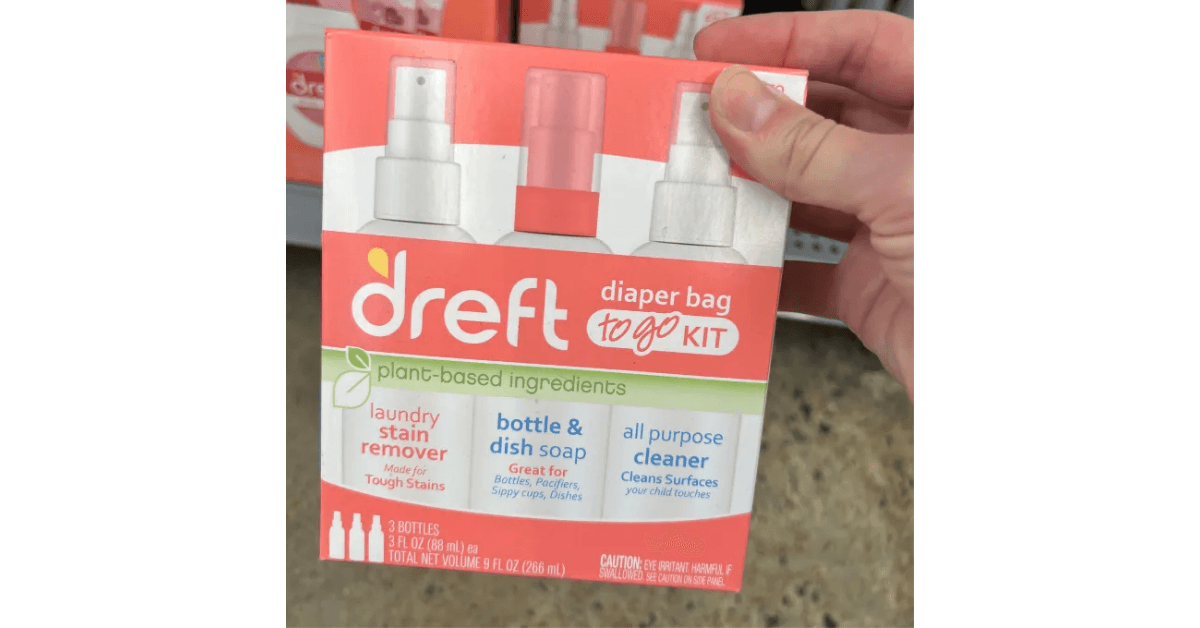 dreft
diaper bag
to go KIT
plant-based ingredients
laundry
stain
remover
Made for
Tough Stains
bottle &
dish soap
Great for
Bottles, Pacifiers,
Sippy cups, Dishes
all purpose
cleaner
Cleans Surfaces
your child touches
3 BOTTLES
3 FL OZ (88 mL) ea
TOTAL NET VOLUME 9 FL OZ (266 mL)
CAUTION: EYE IRRITANT. HARMFUL IF
SWALLOWED. SEE CAUTION ON SIDE PANEL.